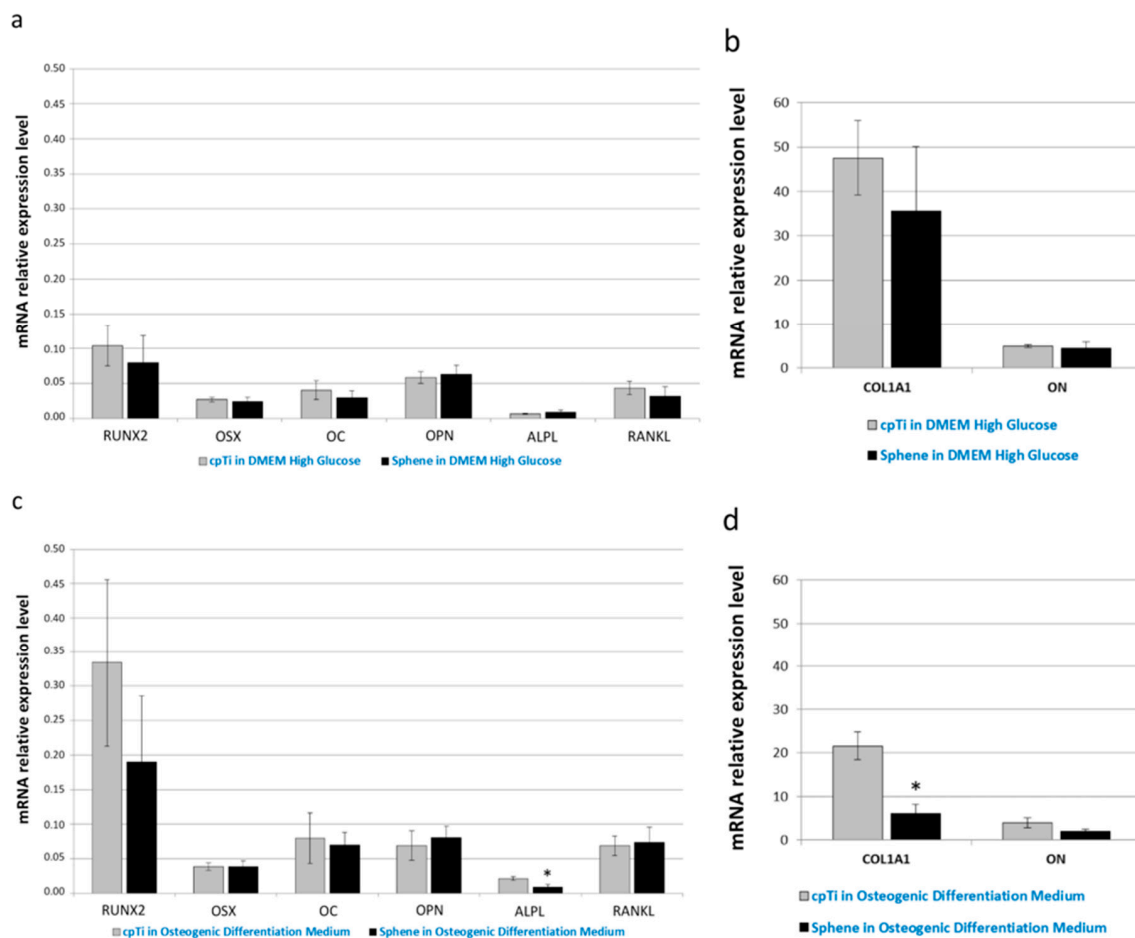 a
mRNA relative expression level
0.50
0.45
0.40
0.35
0.30
0.25
0.20
0.15
0.10
0.05
0.00
RUNX2 OSX OC OPN ALPL RANKL
cpTi in DMEM High Glucose Sphene in DMEM High Glucose
b
mRNA relative expression level
60
50
40
30
20
10
0
COL1A1 ON
cpTi in DMEM High Glucose
Sphene in DMEM High Glucose
c
mRNA relative expression level
0.50
0.45
0.40
0.35
0.30
0.25
0.20
0.15
0.10
0.05
0.00
*
RUNX2 OSX OC OPN ALPL RANKL
cpTi in Osteogenic Differentiation Medium Sphene in Osteogenic Differentiation Medium
d
mRNA relative expression level
60
50
40
30
20
10
0
*
COL1A1 ON
cpTi in Osteogenic Differentiation Medium
Sphene in Osteogenic Differentiation Medium